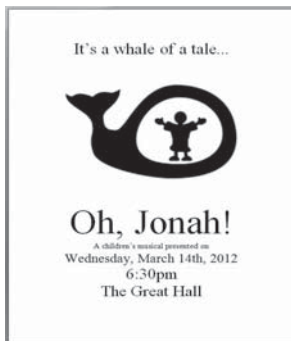 It's a whale of a tale...
Oh, Jonah!
A children's musical presented on
Wednesday, March 14th, 2012
6:30pm
The Great Hall